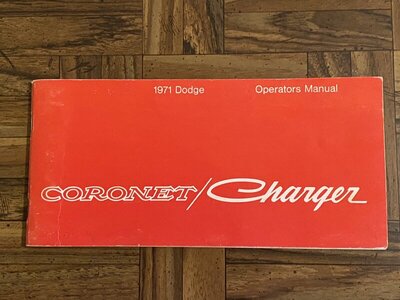 1971 Dodge Operators Manual
CORONET/Charger